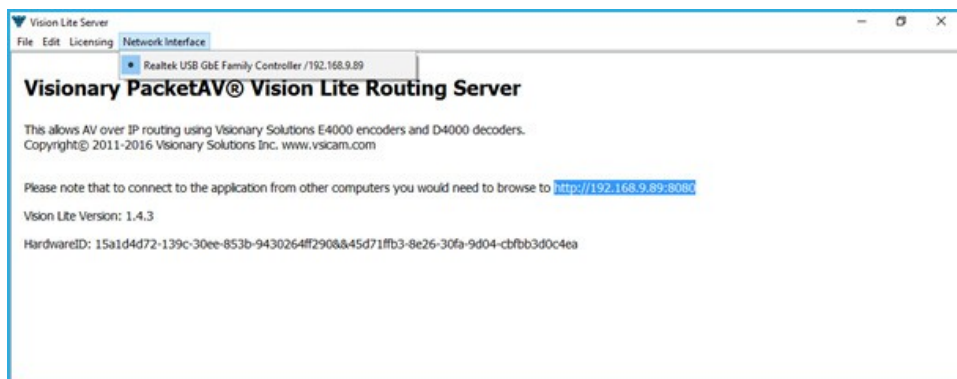 Vision Lite Server
File Edit Licensing Network Interface
Realtek USB GbE Family Controller /192.168.9.89
Visionary PacketAV® Vision Lite Routing Server
This allows AV over IP routing using Visionary Solutions E4000 encoders and D4000 decoders.
Copyright© 2011-2016 Visionary Solutions Inc. www.vsicam.com
Please note that to connect to the application from other computers you would need to browse to http://192.168.9.89:8080
Vision Lite Version: 1.4.3
HardwareID: 15a1d4d72-139c-30ee-853b-9430264ff290&&45d71ffb3-8e26-30fa-9d04-cbfbb3d0c4ea